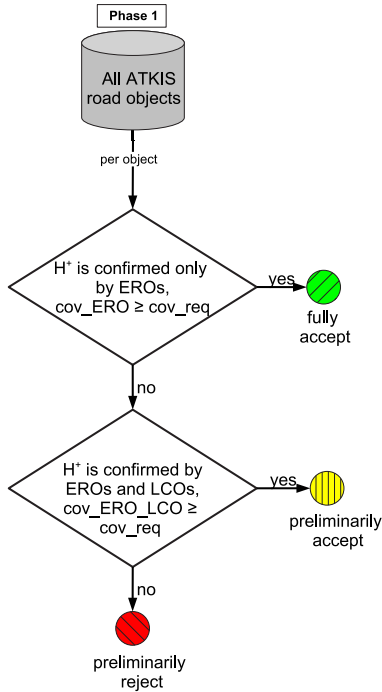 Phase 1
All ATKIS
road objects
per object
H⁺ is confirmed only
by EROs,
cov_ERO ≥ cov_req
yes
fully
accept
no
H⁺ is confirmed by
EROs and LCOs,
cov_ERO_LCO ≥
cov_req
yes
preliminarily
accept
no
preliminarily
reject